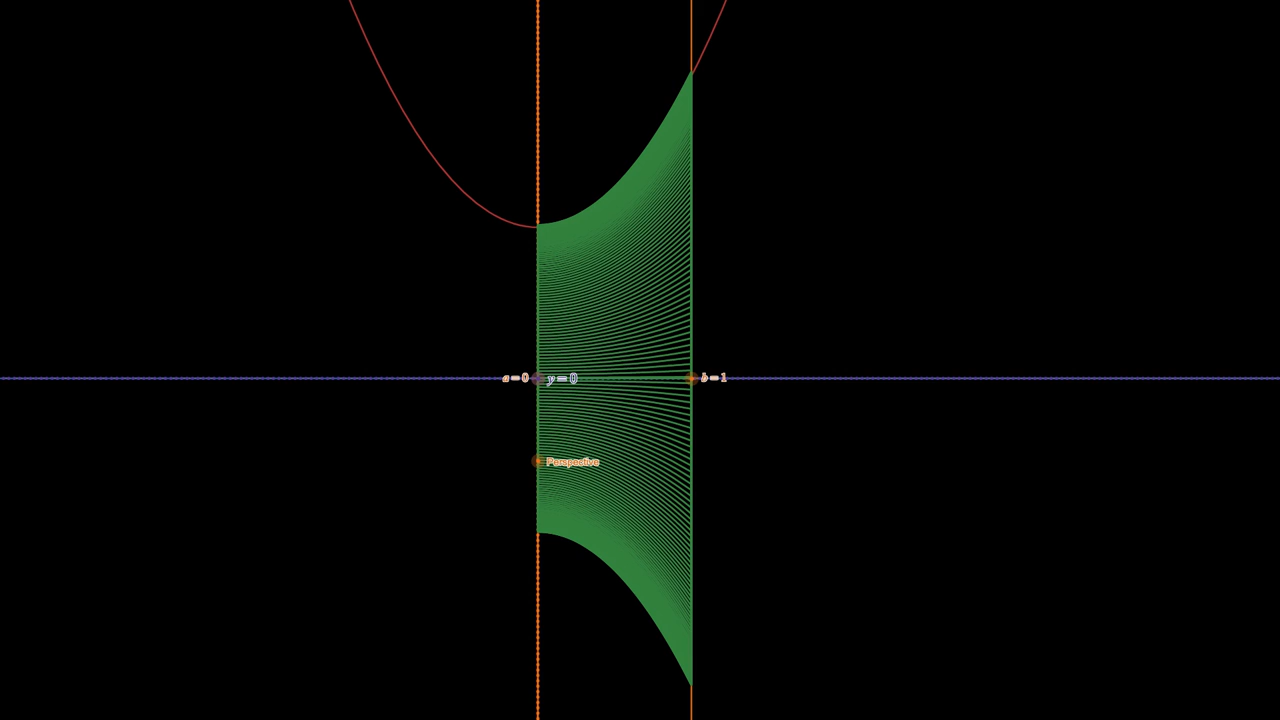 a = 0
y = 0
b = 1
Perspective